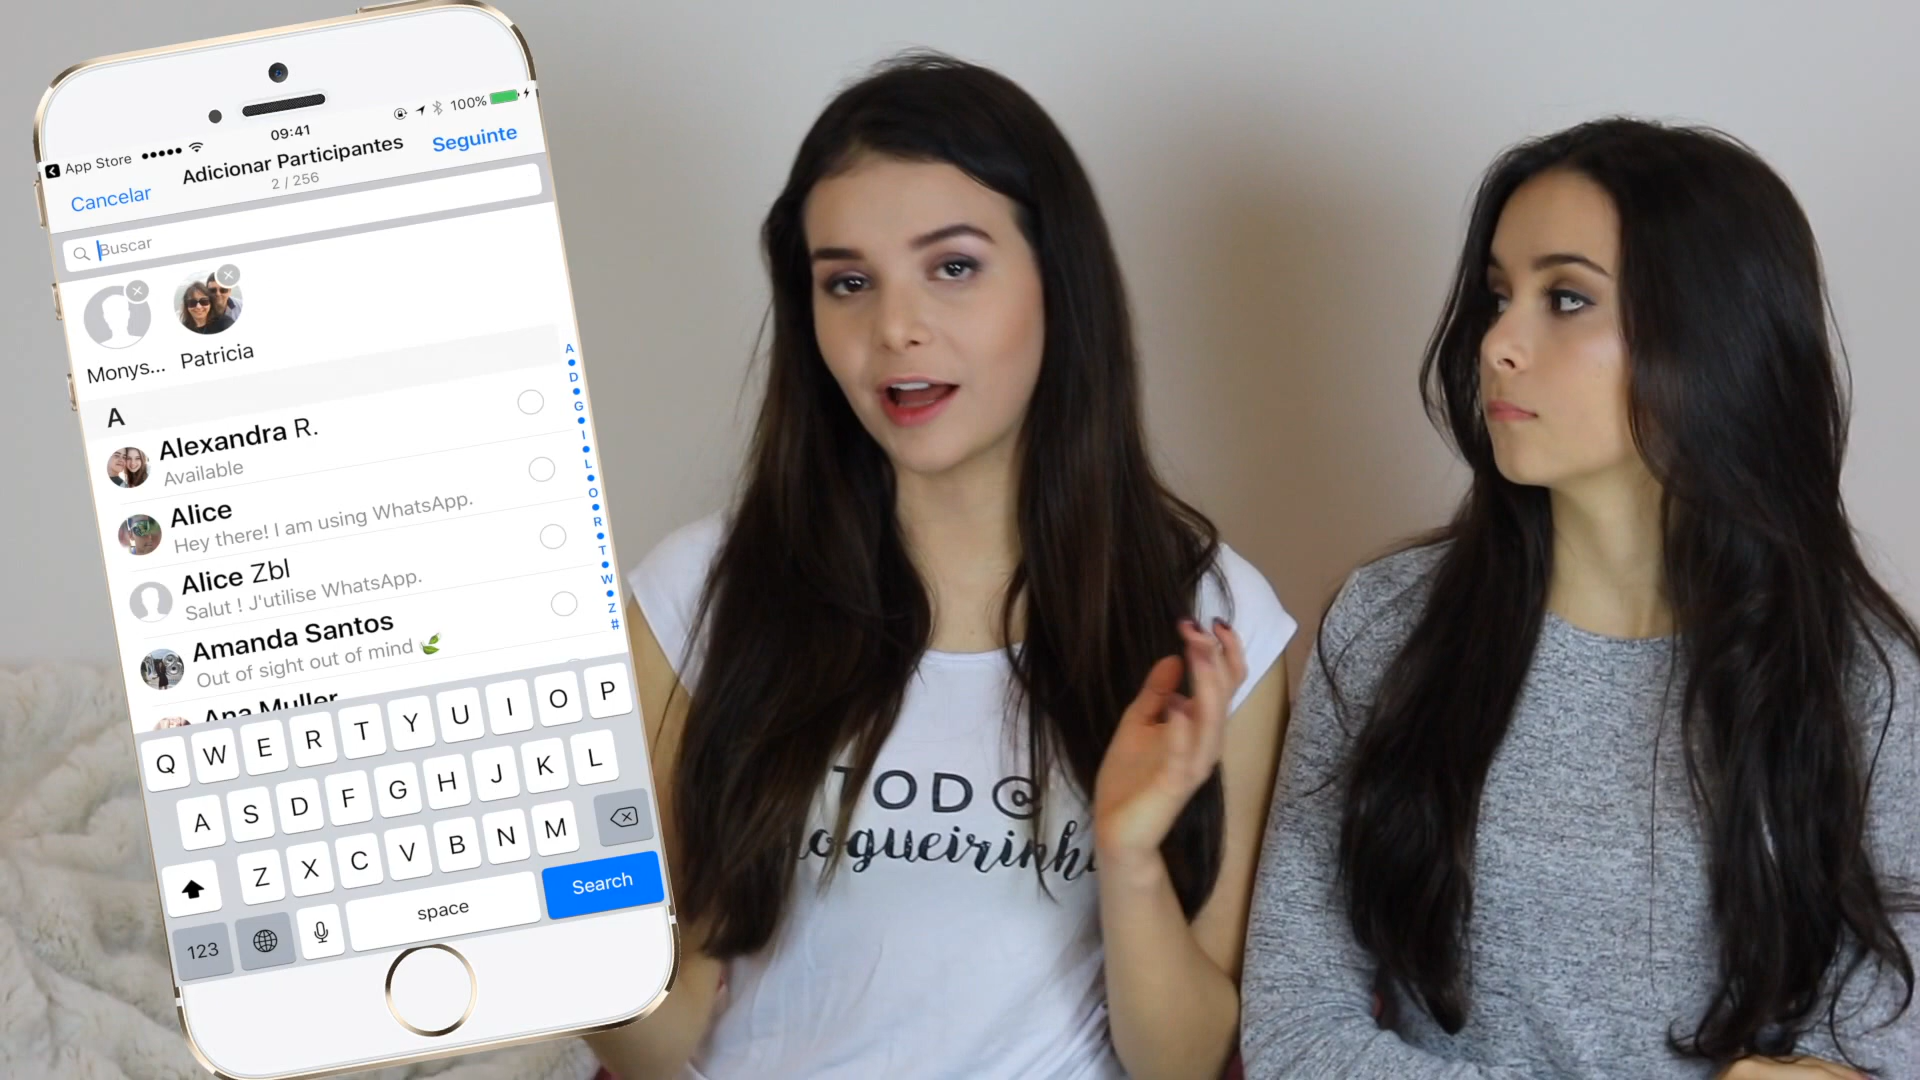 App Store
09:41
100%
Cancelar
Adicionar Participantes
2 / 256
Seguinte
Buscar
Monys...
Patricia
A
Alexandra R.
Available
Alice
Hey there! I am using WhatsApp.
Alice Zbl
Salut ! J'utilise WhatsApp.
Amanda Santos
Out of sight out of mind 🍃
Ana Muller
A
D
G
I
L
O
R
T
W
Z
#
Q W E R T Y U I O P
A S D F G H J K L
Z X C V B N M
123
space
Search
TOD@